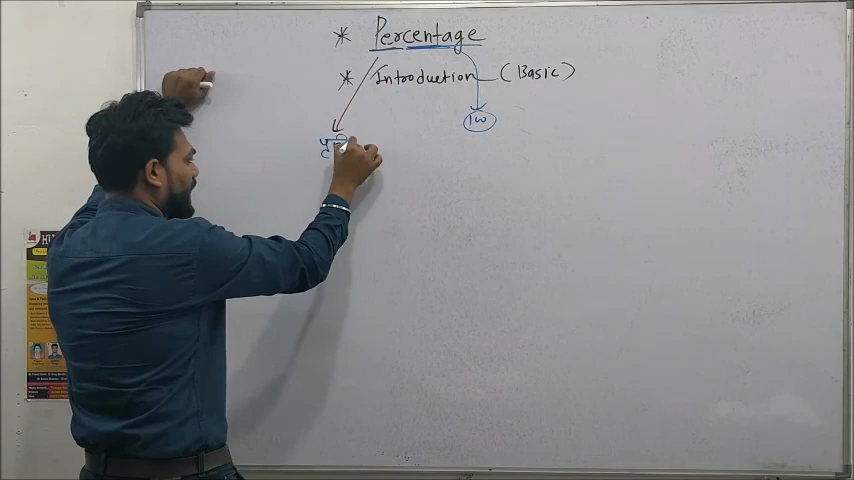 * Percentage
* Introduction - (Basic)
100